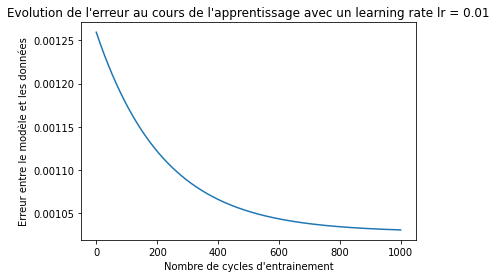 Evolution de l'erreur au cours de l'apprentissage avec un learning rate lr = 0.01
Erreur entre le modèle et les données
0.00125
0.00120
0.00115
0.00110
0.00105
0 200 400 600 800 1000
Nombre de cycles d'entrainement